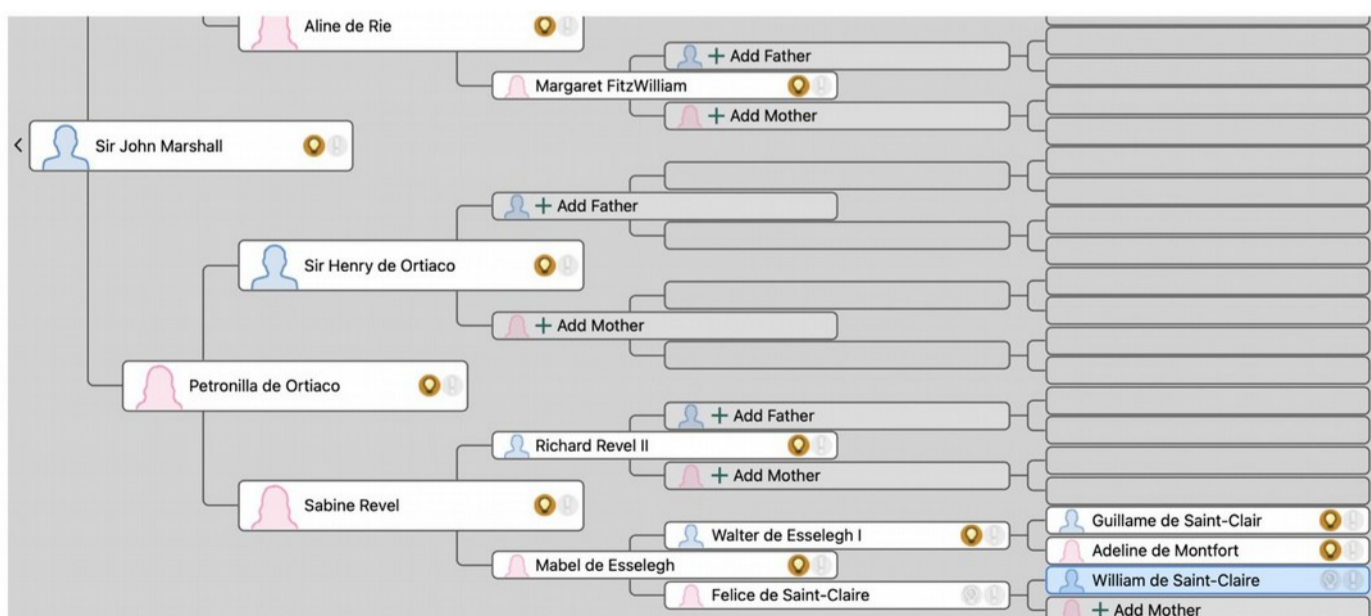 Aline de Rie
+ Add Father
Margaret FitzWilliam
+ Add Mother
< Sir John Marshall
+ Add Father
Sir Henry de Ortiaco
+ Add Mother
Petronilla de Ortiaco
+ Add Father
Richard Revel II
+ Add Mother
Sabine Revel
Guillame de Saint-Clair
Walter de Esselegh I
Adeline de Montfort
Mabel de Esselegh
William de Saint-Claire
Felice de Saint-Claire
+ Add Mother